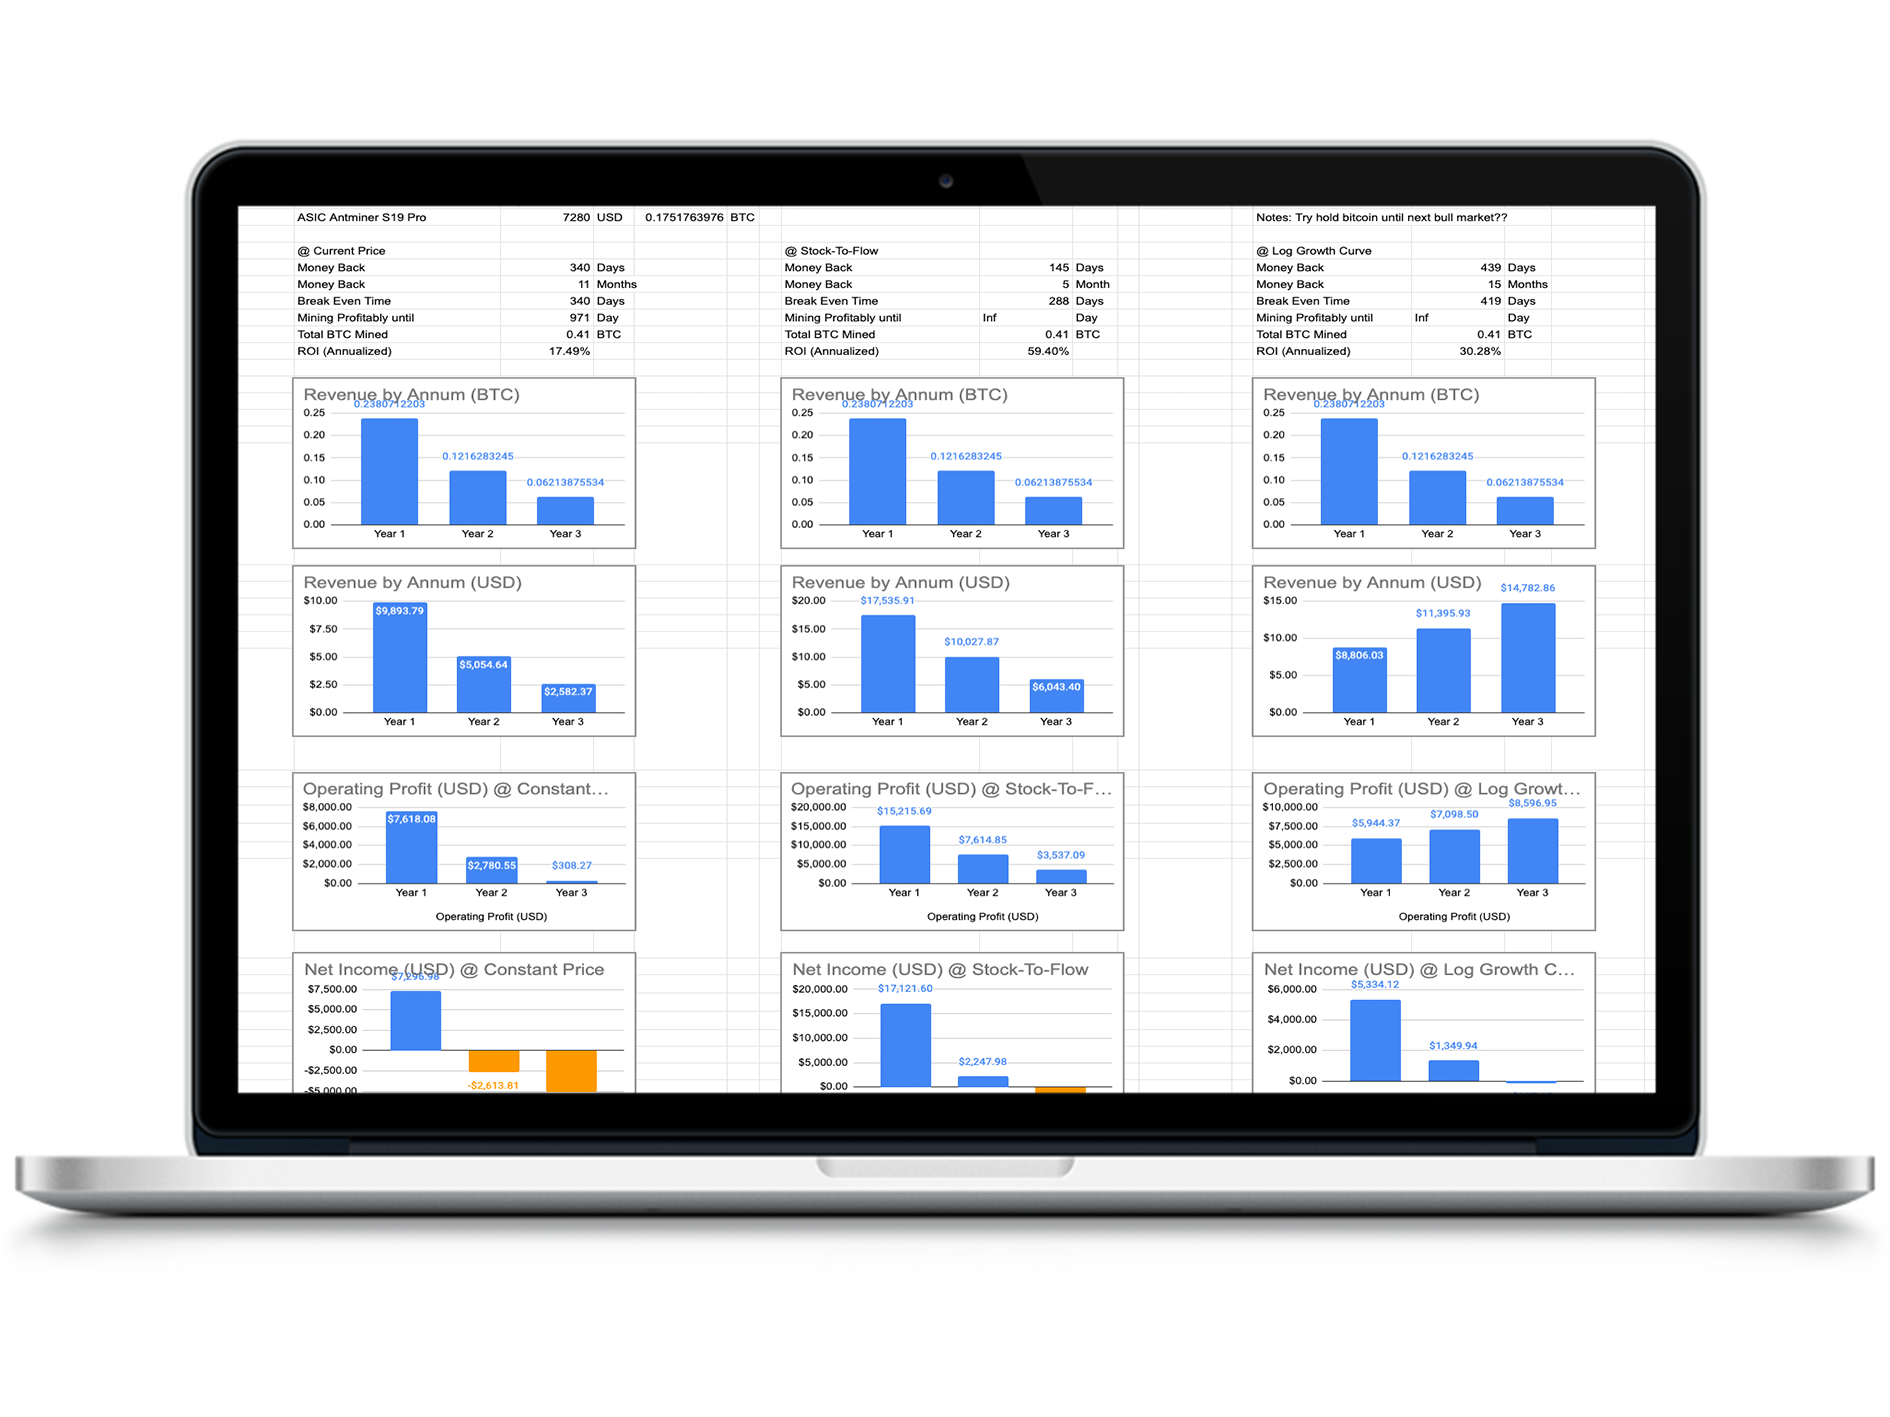 ASIC Antminer S19 Pro 7280 USD 0.1751763976 BTC
Notes: Try hold bitcoin until next bull market??
@ Current Price
Money Back 340 Days
Money Back 11 Months
Break Even Time 340 Days
Mining Profitably until 971 Day
Total BTC Mined 0.41 BTC
ROI (Annualized) 17.49%
@ Stock-To-Flow
Money Back 145 Days
Money Back 5 Month
Break Even Time 288 Days
Mining Profitably until Inf Day
Total BTC Mined 0.41 BTC
ROI (Annualized) 59.40%
@ Log Growth Curve
Money Back 439 Days
Money Back 15 Months
Break Even Time 419 Days
Mining Profitably until Inf Day
Total BTC Mined 0.41 BTC
ROI (Annualized) 30.28%
Revenue by Annum (BTC)
0.2380712203
0.25
0.20
0.1216283245
0.15
0.10
0.06213875534
0.05
0.00
Year 1 Year 2 Year 3
Revenue by Annum (BTC)
0.2380712203
0.25
0.20
0.1216283245
0.15
0.10
0.06213875534
0.05
0.00
Year 1 Year 2 Year 3
Revenue by Annum (BTC)
0.2380712203
0.25
0.20
0.1216283245
0.15
0.10
0.06213875534
0.05
0.00
Year 1 Year 2 Year 3
Revenue by Annum (USD)
$10.00
$9,893.79
$7.50
$5.00
$5,054.64
$2.50
$2,582.37
$0.00
Year 1 Year 2 Year 3
Revenue by Annum (USD)
$20.00
$17,535.91
$15.00
$10,027.87
$10.00
$5.00
$6,043.40
$0.00
Year 1 Year 2 Year 3
Revenue by Annum (USD)
$14,782.86
$15.00
$11,395.93
$10.00
$8,806.03
$5.00
$0.00
Year 1 Year 2 Year 3
Operating Profit (USD) @ Constant...
$8,000.00
$7,618.08
$6,000.00
$4,000.00
$2,000.00
$2,780.55
$308.27
$0.00
Year 1 Year 2 Year 3
Operating Profit (USD)
Operating Profit (USD) @ Stock-To-F...
$20,000.00
$15,215.69
$15,000.00
$7,614.85
$10,000.00
$3,537.09
$5,000.00
$0.00
Year 1 Year 2 Year 3
Operating Profit (USD)
Operating Profit (USD) @ Log Growt...
$8,596.95
$10,000.00
$7,098.50
$5,944.37
$7,500.00
$5,000.00
$2,500.00
$0.00
Year 1 Year 2 Year 3
Operating Profit (USD)
Net Income (USD) @ Constant Price
$7,296.98
$7,500.00
$5,000.00
$2,500.00
$0.00
-$2,500.00
-$2,613.81
-$5,000.00
Net Income (USD) @ Stock-To-Flow
$17,121.60
$20,000.00
$15,000.00
$10,000.00
$5,000.00
$2,247.98
$0.00
Net Income (USD) @ Log Growth C...
$5,334.12
$6,000.00
$4,000.00
$1,349.94
$2,000.00
$0.00